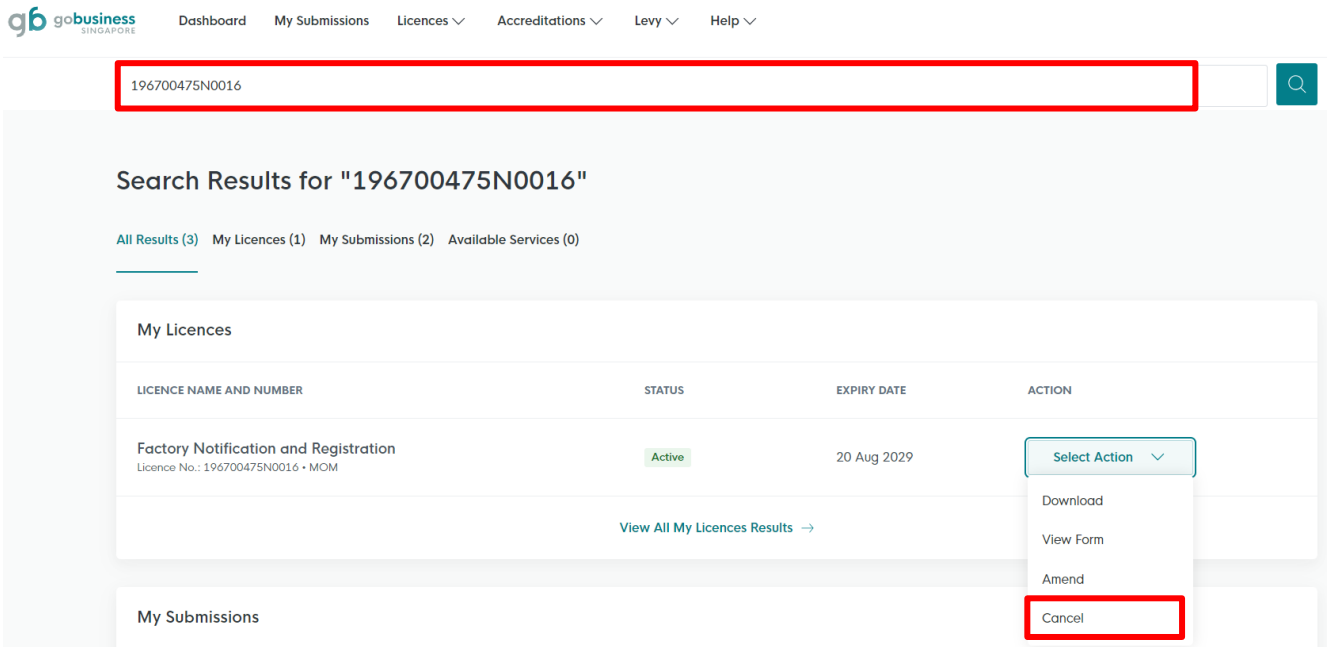 gb gobusiness SINGAPORE Dashboard My Submissions Licences Accreditations Levy Help
196700475N0016
Search Results for "196700475N0016"
All Results (3) My Licences (1) My Submissions (2) Available Services (0)
My Licences
LICENCE NAME AND NUMBER STATUS EXPIRY DATE ACTION
Factory Notification and Registration
Licence No.: 196700475N0016 • MOM
Active 20 Aug 2029 Select Action
Download
View All My Licences Results →
View Form
Amend
My Submissions
Cancel